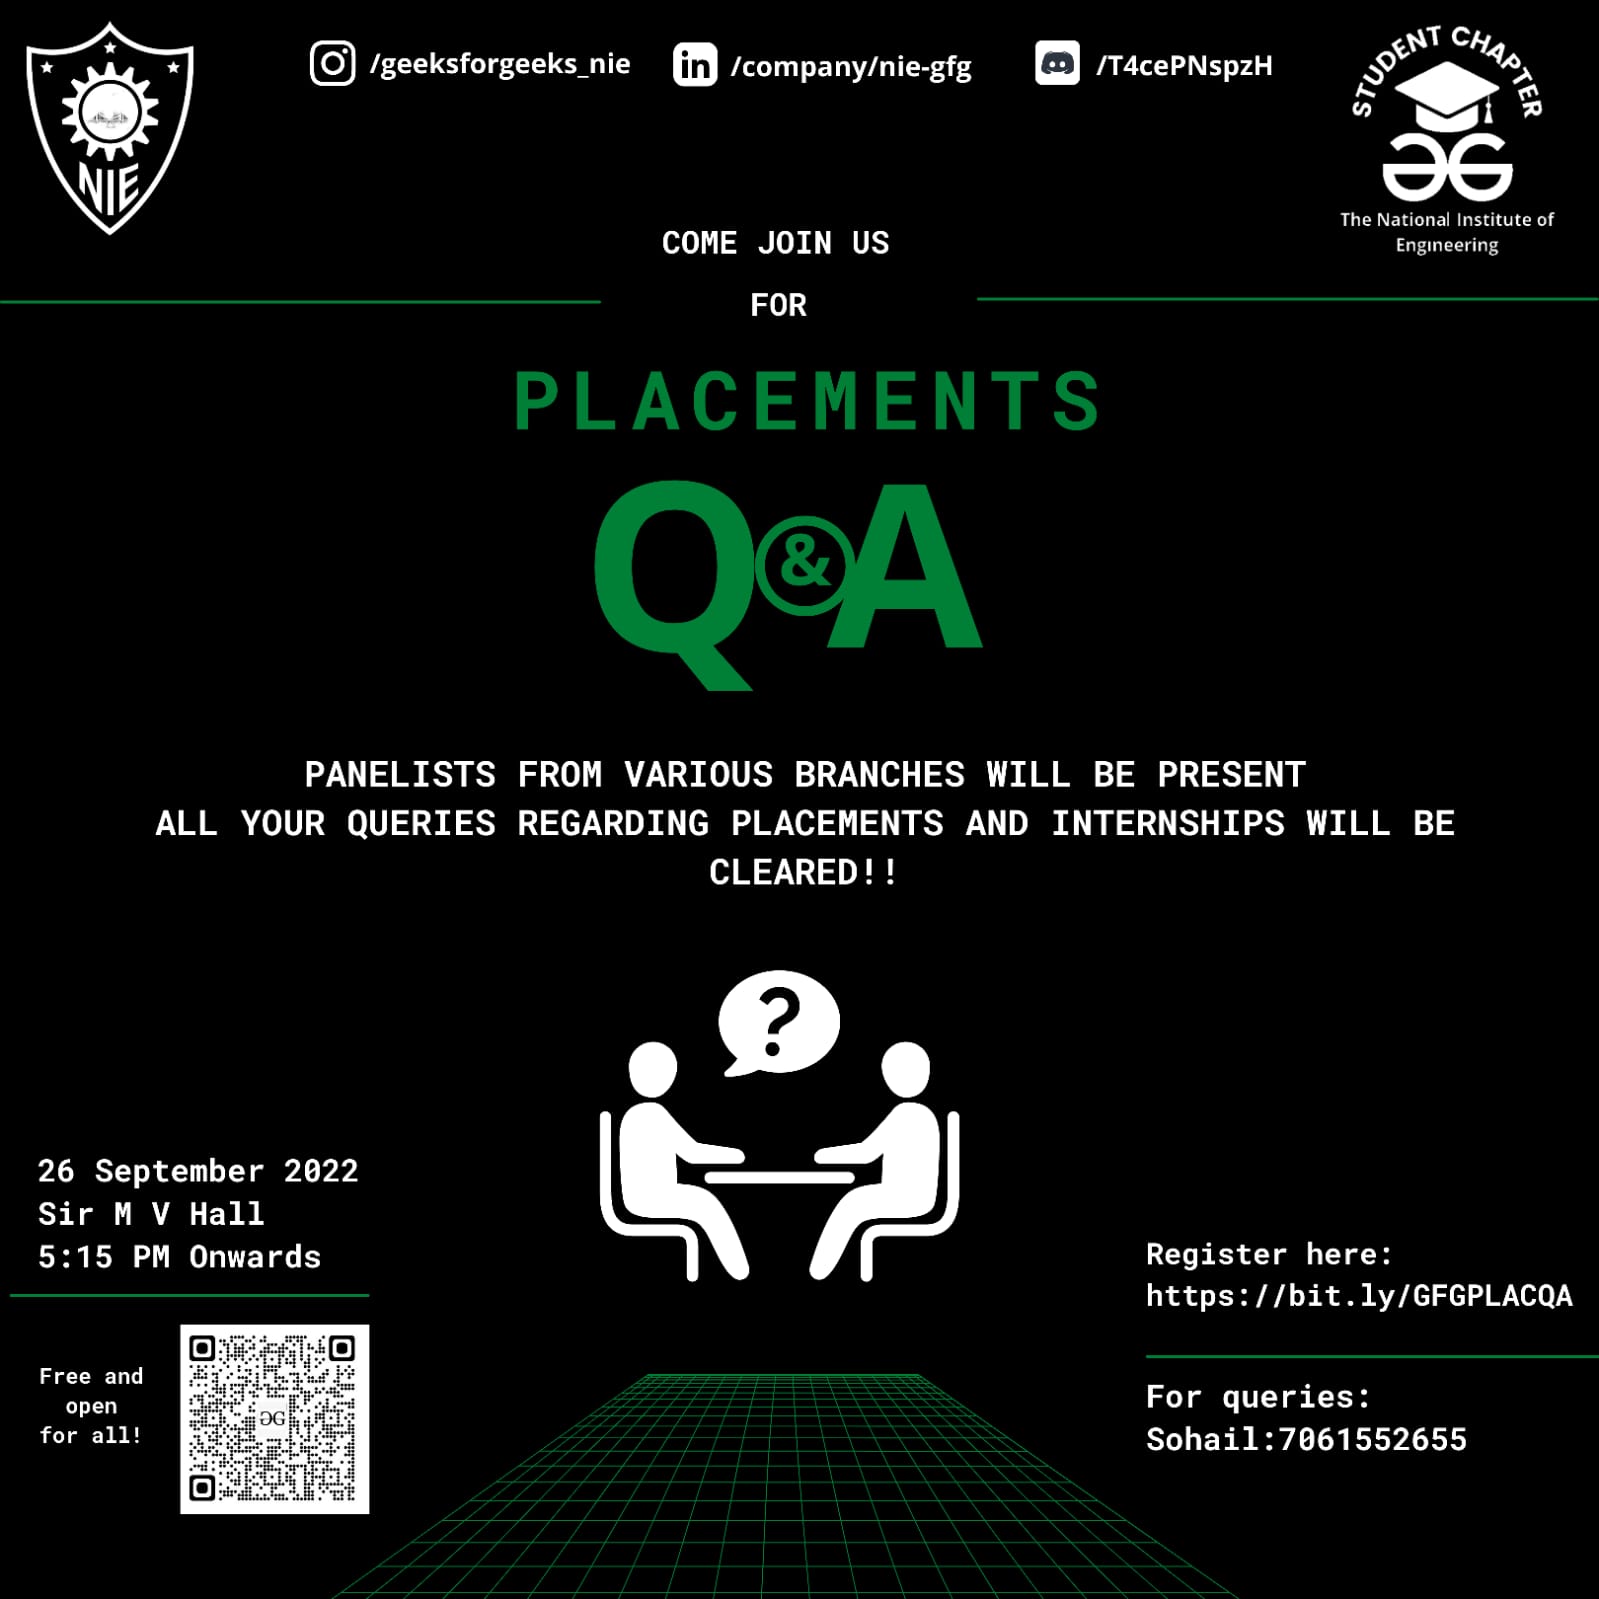 /geeksforgeeks_nie
/company/nie-gfg
/T4cePNspzH
NIE
STUDENT CHAPTER
GG
The National Institute of
Engineering
COME JOIN US
FOR
PLACEMENTS
Q&A
PANELISTS FROM VARIOUS BRANCHES WILL BE PRESENT
ALL YOUR QUERIES REGARDING PLACEMENTS AND INTERNSHIPS WILL BE
CLEARED!!
?
26 September 2022
Sir M V Hall
5:15 PM Onwards
Free and
open
for all!
Register here:
https://bit.ly/GFGPLACQA
For queries:
Sohail:7061552655